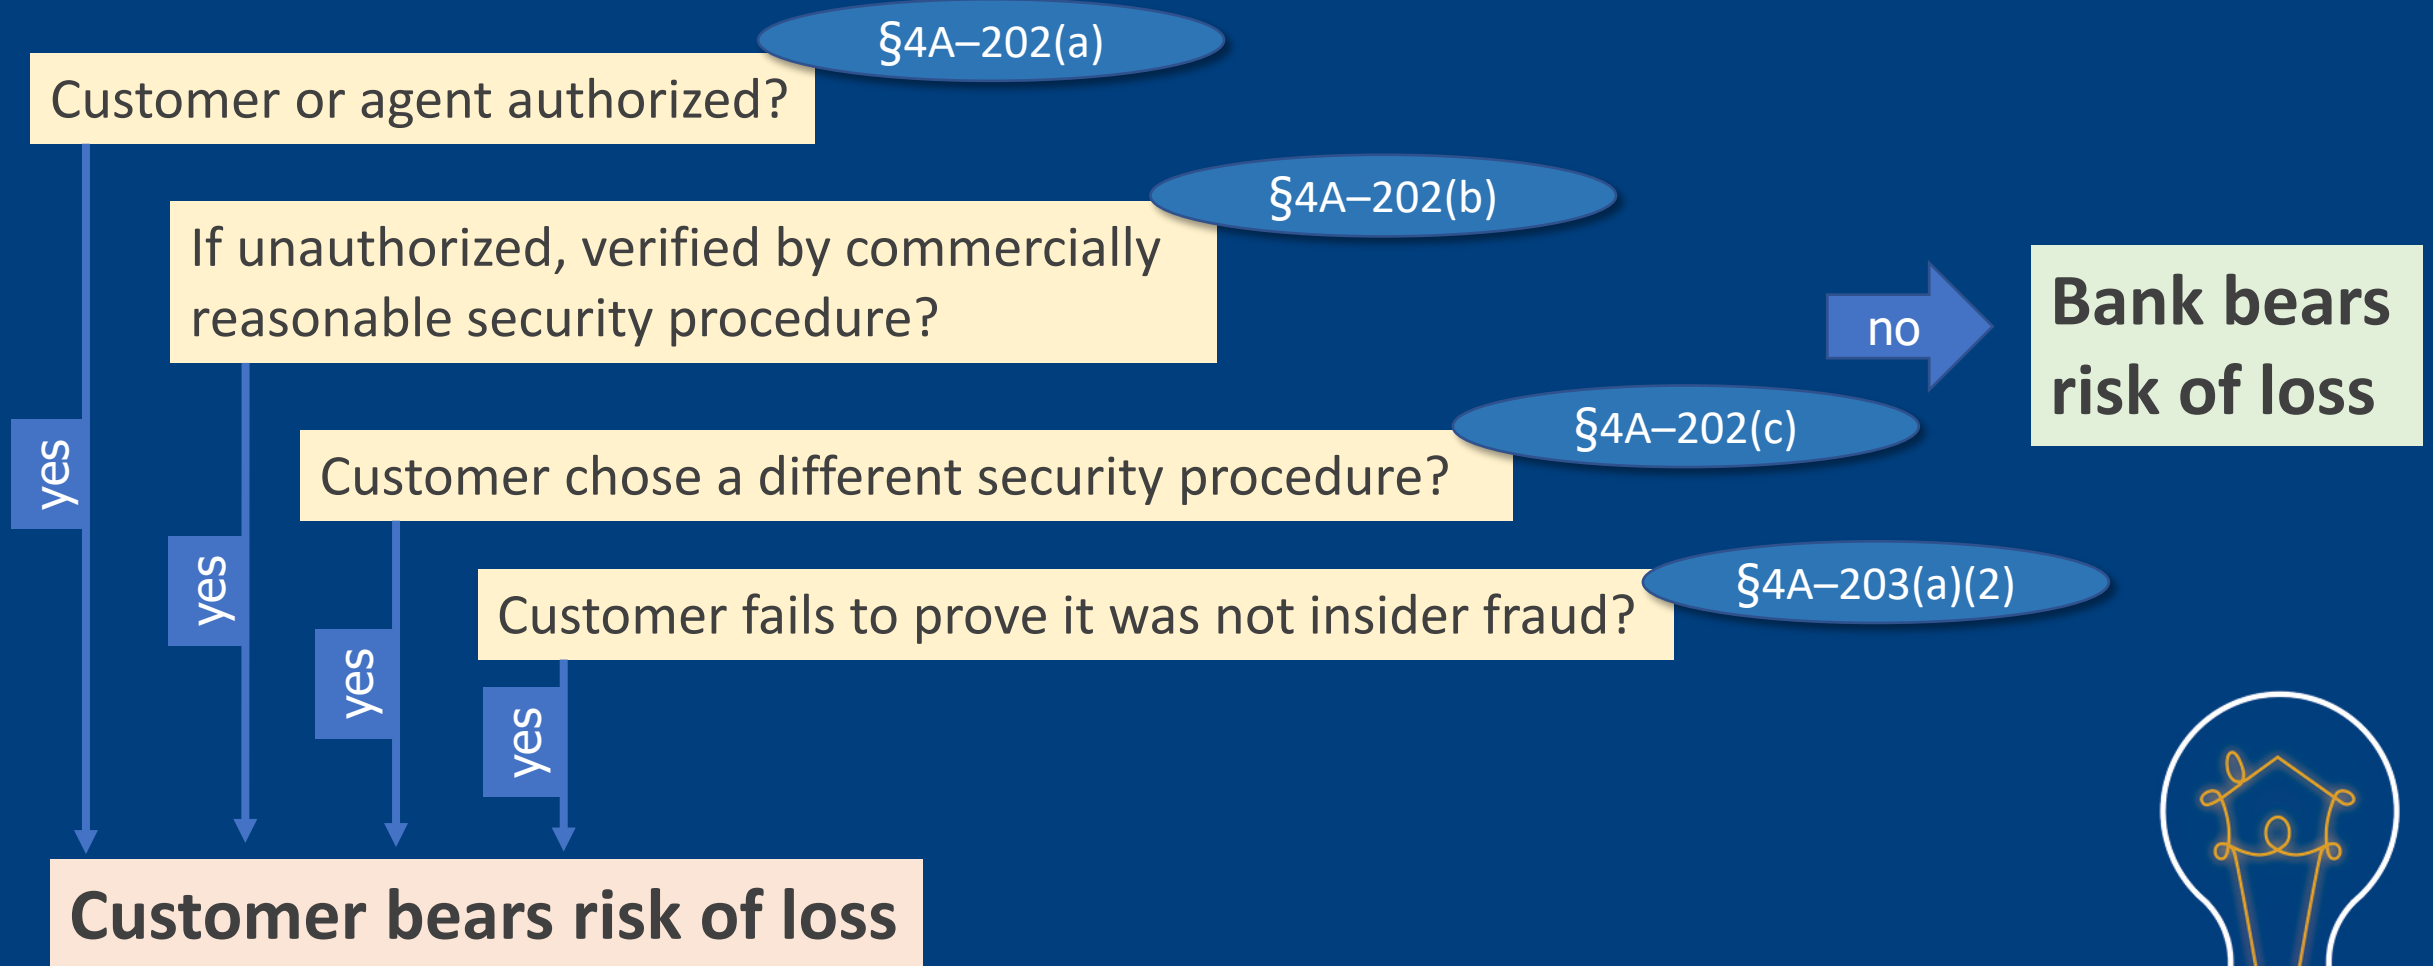 §4A–202(a)
Customer or agent authorized?
§4A–202(b)
If unauthorized, verified by commercially
reasonable security procedure?
no
Bank bears
risk of loss
§4A–202(c)
Customer chose a different security procedure?
§4A–203(a)(2)
Customer fails to prove it was not insider fraud?
yes
yes
yes
yes
Customer bears risk of loss